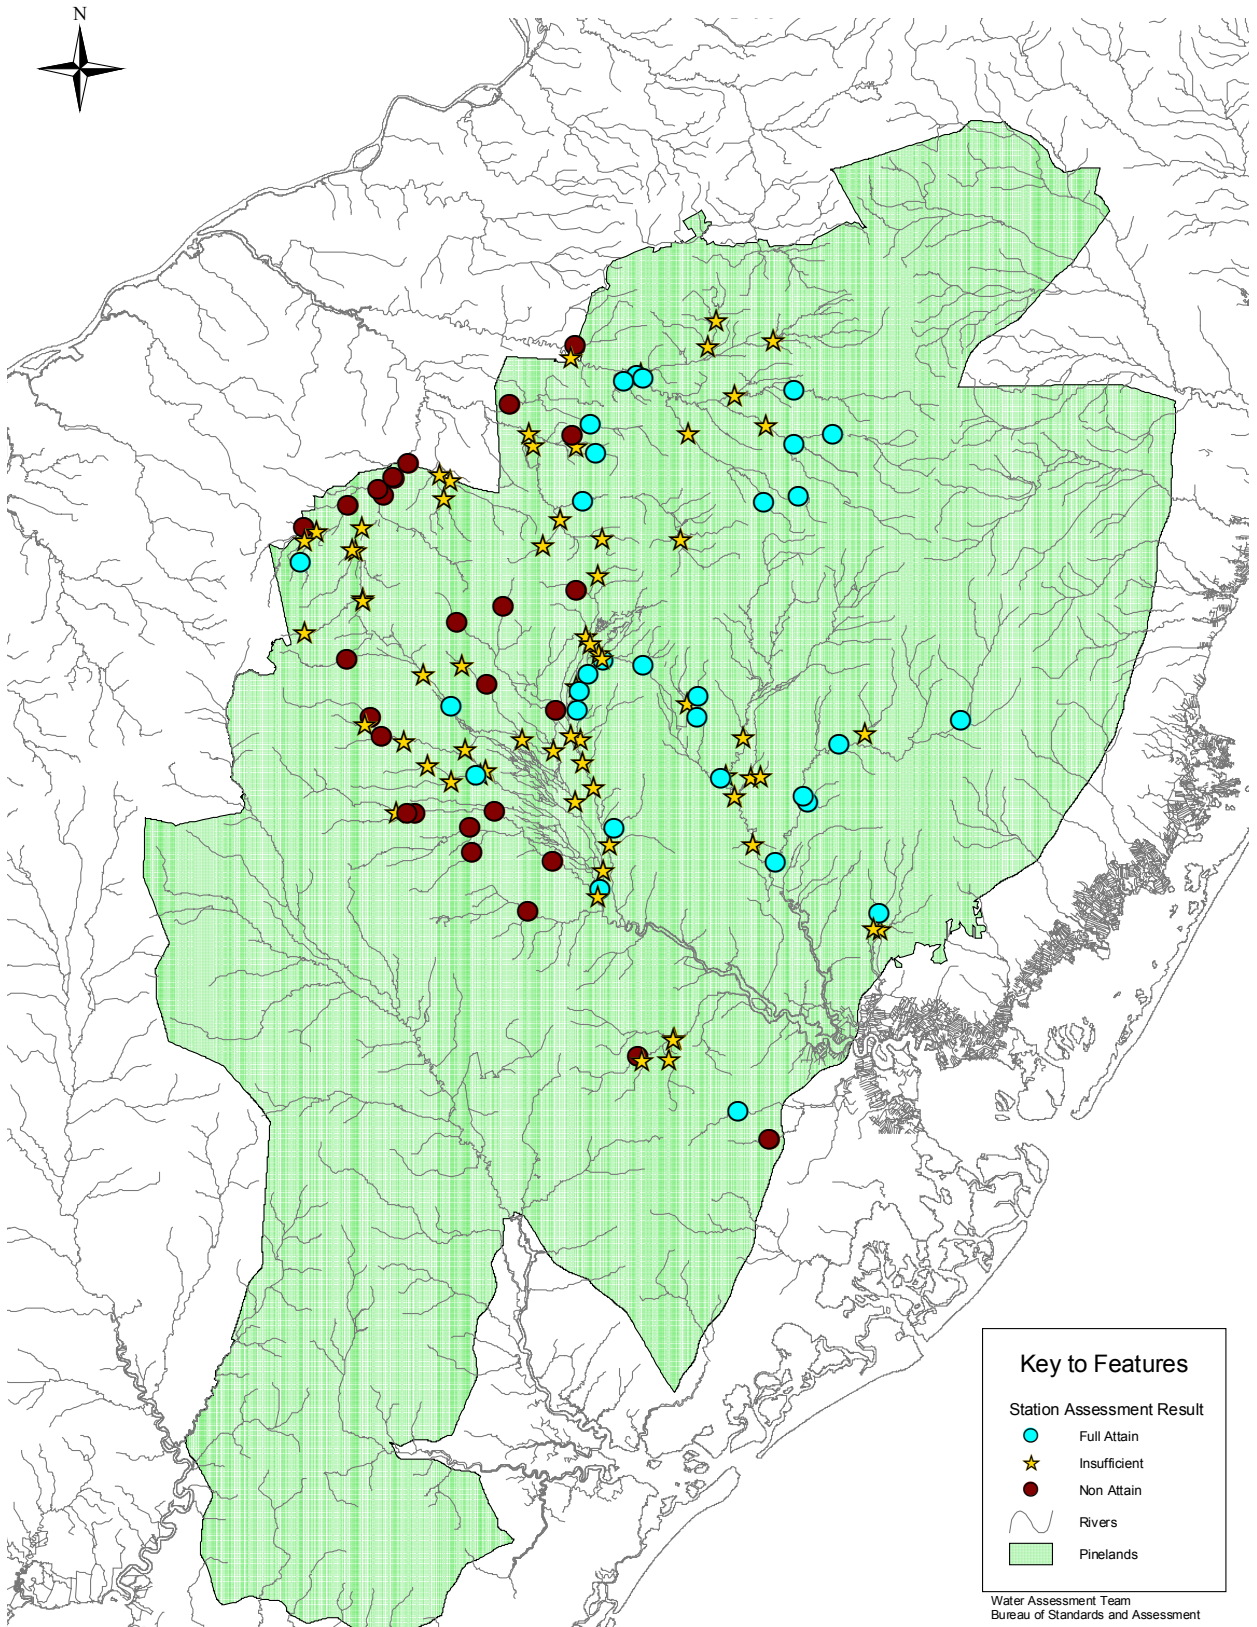 N
Key to Features
Station Assessment Result
Full Attain
Insufficient
Non Attain
Rivers
Pinelands
Water Assessment Team
Bureau of Standards and Assessment